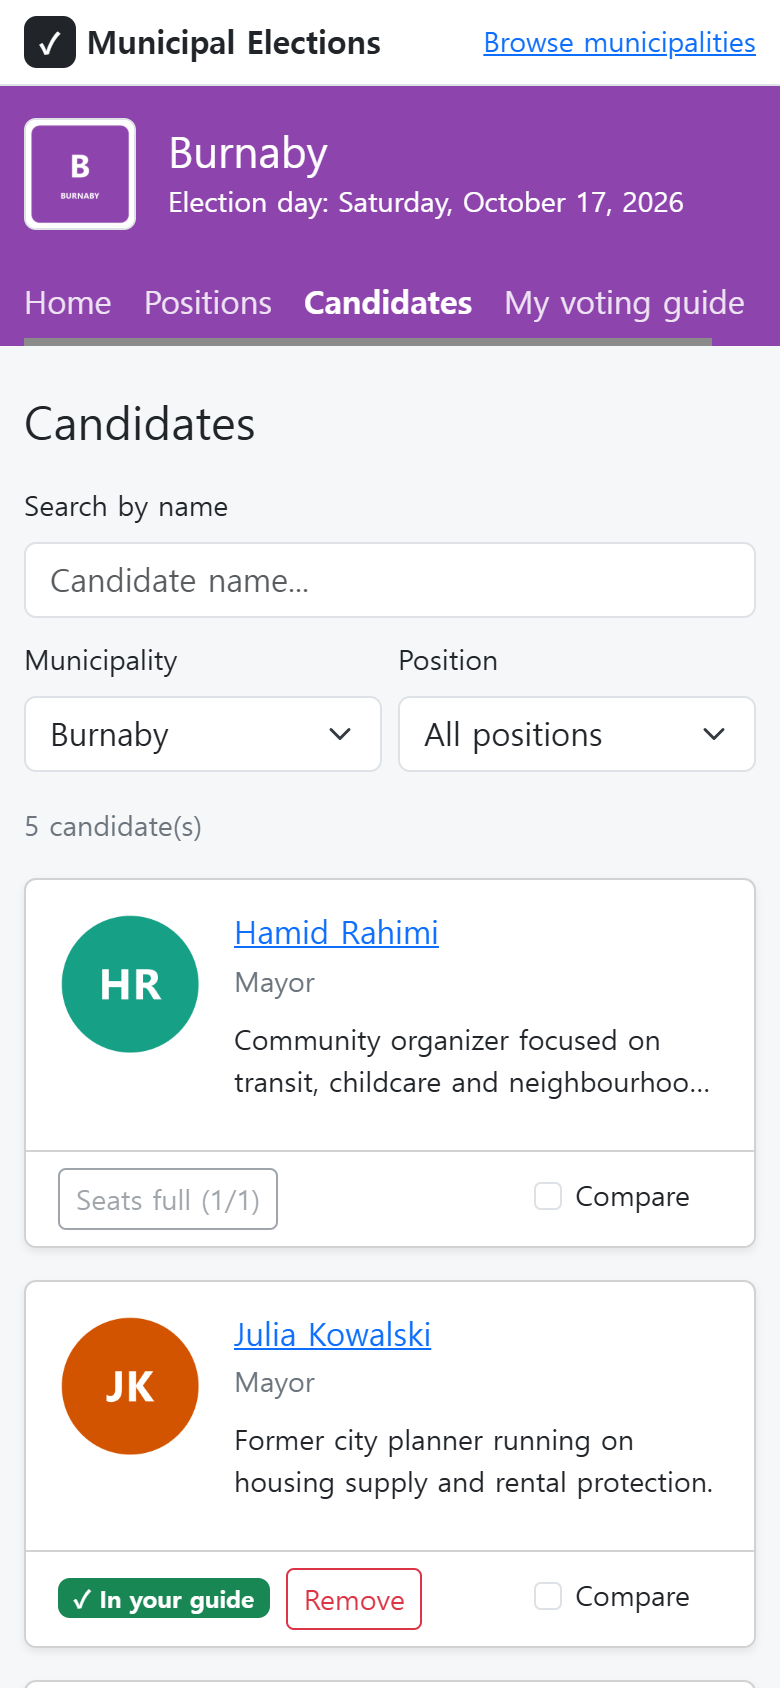 ✓ Municipal Elections
Browse municipalities
B
BURNABY
Burnaby
Election day: Saturday, October 17, 2026
Home Positions Candidates My voting guide
Candidates
Search by name
Candidate name...
Municipality Position
Burnaby All positions
5 candidate(s)
HR
Hamid Rahimi
Mayor
Community organizer focused on
transit, childcare and neighbourhoo...
Seats full (1/1) Compare
JK
Julia Kowalski
Mayor
Former city planner running on
housing supply and rental protection.
✓ In your guide Remove Compare